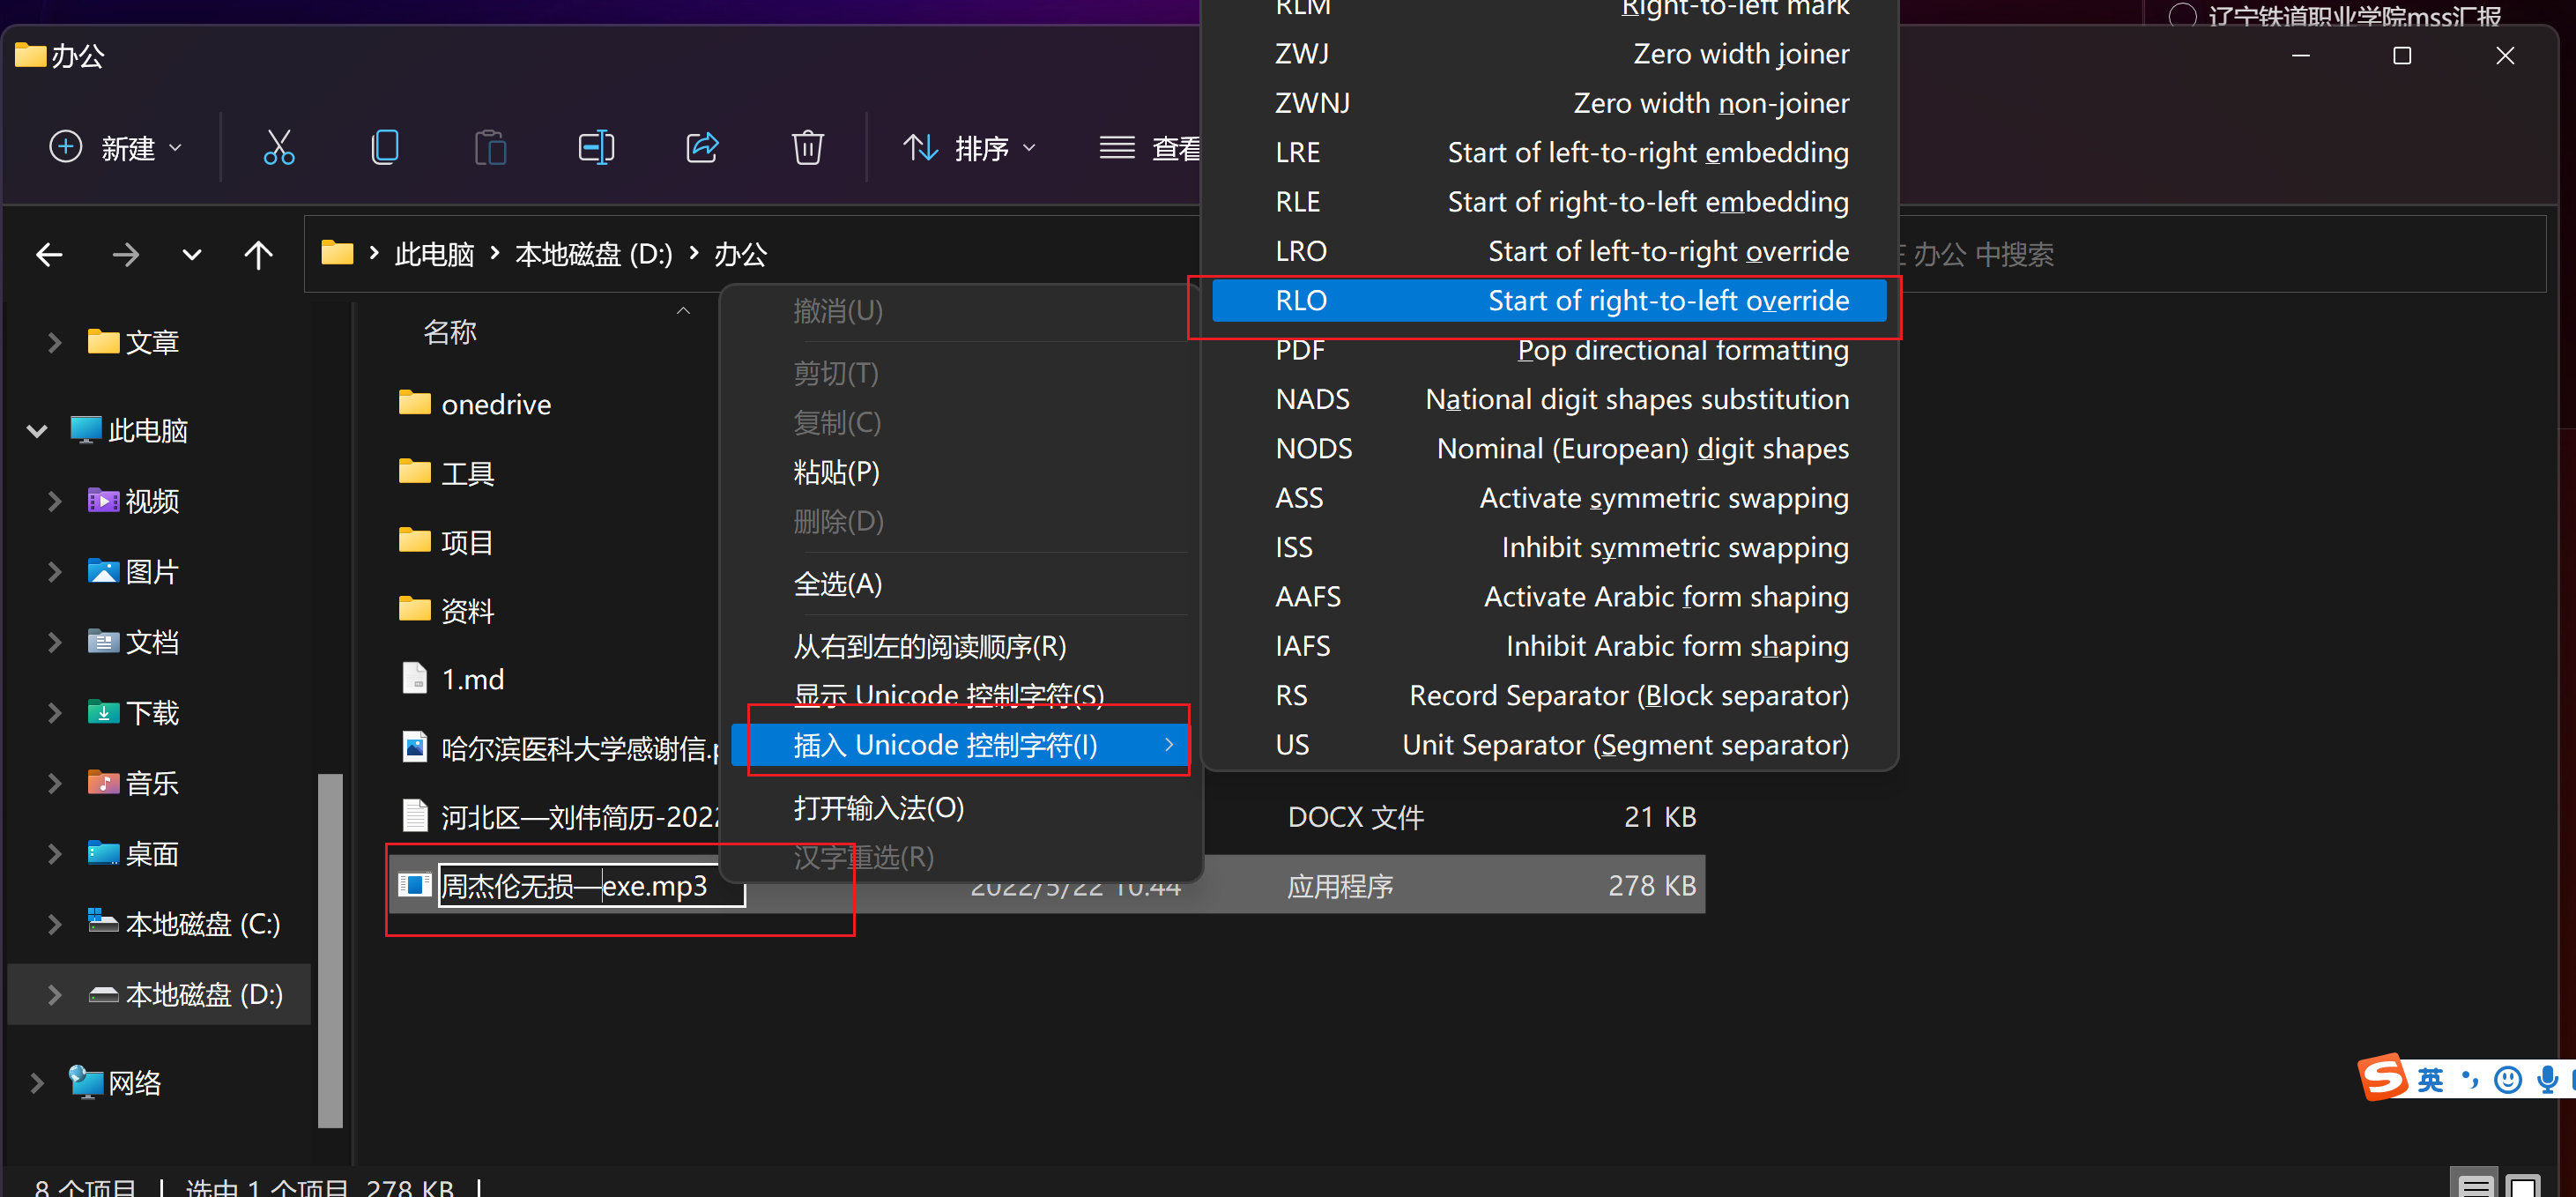 办公
辽宁铁道职业学院mss汇报
新建
排序
查看
此电脑
本地磁盘 (D:)
办公
办公 中搜索
文章
此电脑
视频
图片
文档
下载
音乐
桌面
本地磁盘 (C:)
本地磁盘 (D:)
网络
名称
onedrive
工具
项目
资料
1.md
哈尔滨医科大学感谢信.p
河北区—刘伟简历-2022
DOCX 文件 21 KB
周杰伦无损—exe.mp3 2022/5/22 10:44 应用程序 278 KB
撤消(U)
剪切(T)
复制(C)
粘贴(P)
删除(D)
全选(A)
从右到左的阅读顺序(R)
显示 Unicode 控制字符(S)
插入 Unicode 控制字符(I)
打开输入法(O)
汉字重选(R)
RLM Right-to-left mark
ZWJ Zero width joiner
ZWNJ Zero width non-joiner
LRE Start of left-to-right embedding
RLE Start of right-to-left embedding
LRO Start of left-to-right override
RLO Start of right-to-left override
PDF Pop directional formatting
NADS National digit shapes substitution
NODS Nominal (European) digit shapes
ASS Activate symmetric swapping
ISS Inhibit symmetric swapping
AAFS Activate Arabic form shaping
IAFS Inhibit Arabic form shaping
RS Record Separator (Block separator)
US Unit Separator (Segment separator)
英
8 个项目 选中 1 个项目 278 KB